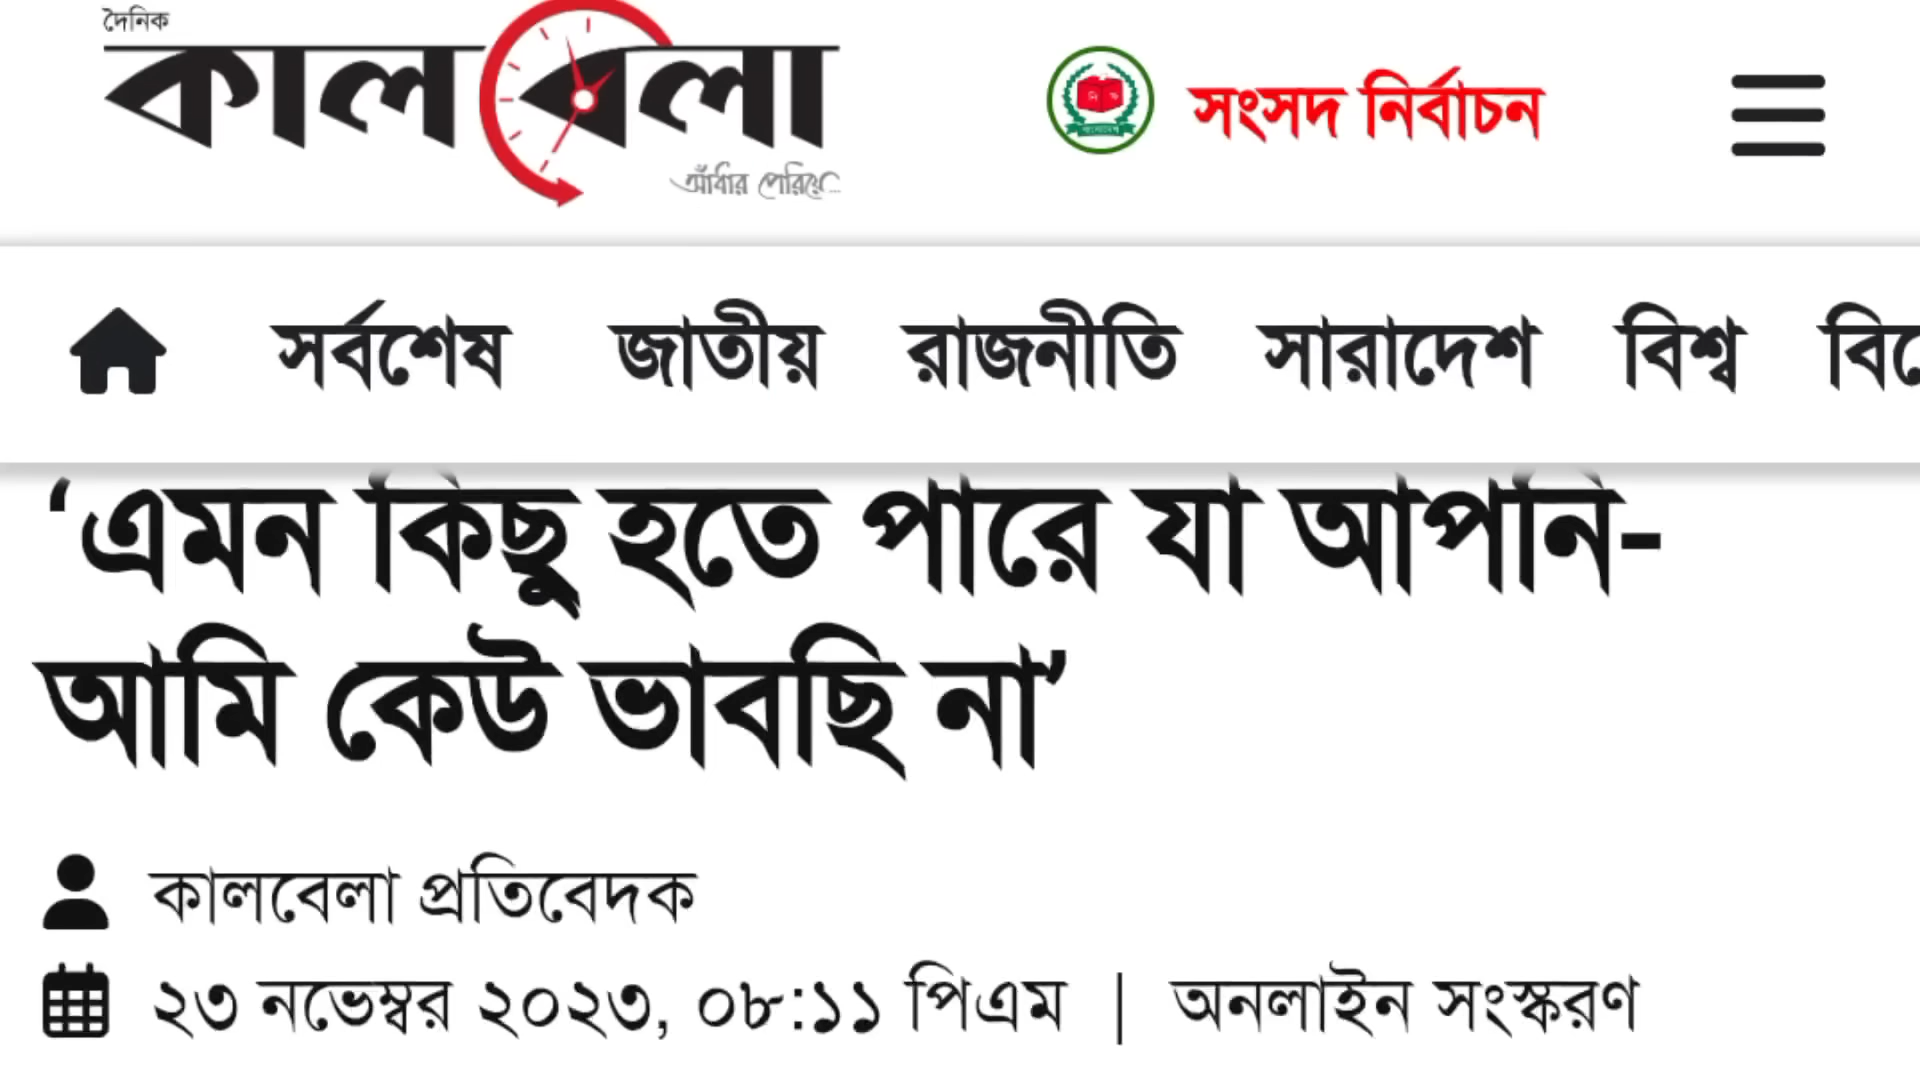 দৈনিক
কালবেলা
আঁধার পেরিয়ে...
সংসদ নির্বাচন
সর্বশেষ জাতীয় রাজনীতি সারাদেশ বিশ্ব
‘এমন কিছু হতে পারে যা আপনি-
আমি কেউ ভাবছি না’
কালবেলা প্রতিবেদক
২৩ নভেম্বর ২০২৩, ০৮:১১ পিএম | অনলাইন সংস্করণ